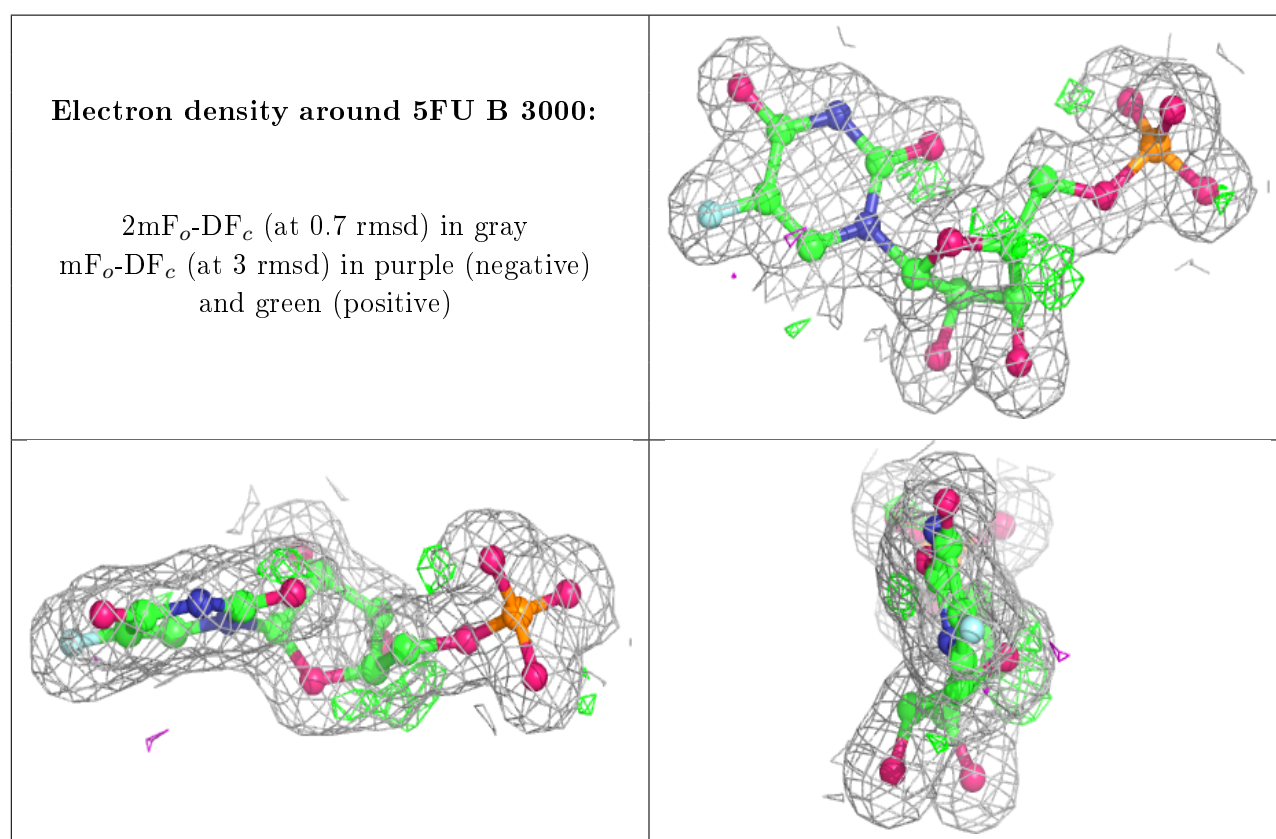 Electron density around 5FU B 3000:
2mFo-DFc (at 0.7 rmsd) in gray
mFo-DFc (at 3 rmsd) in purple (negative)
and green (positive)